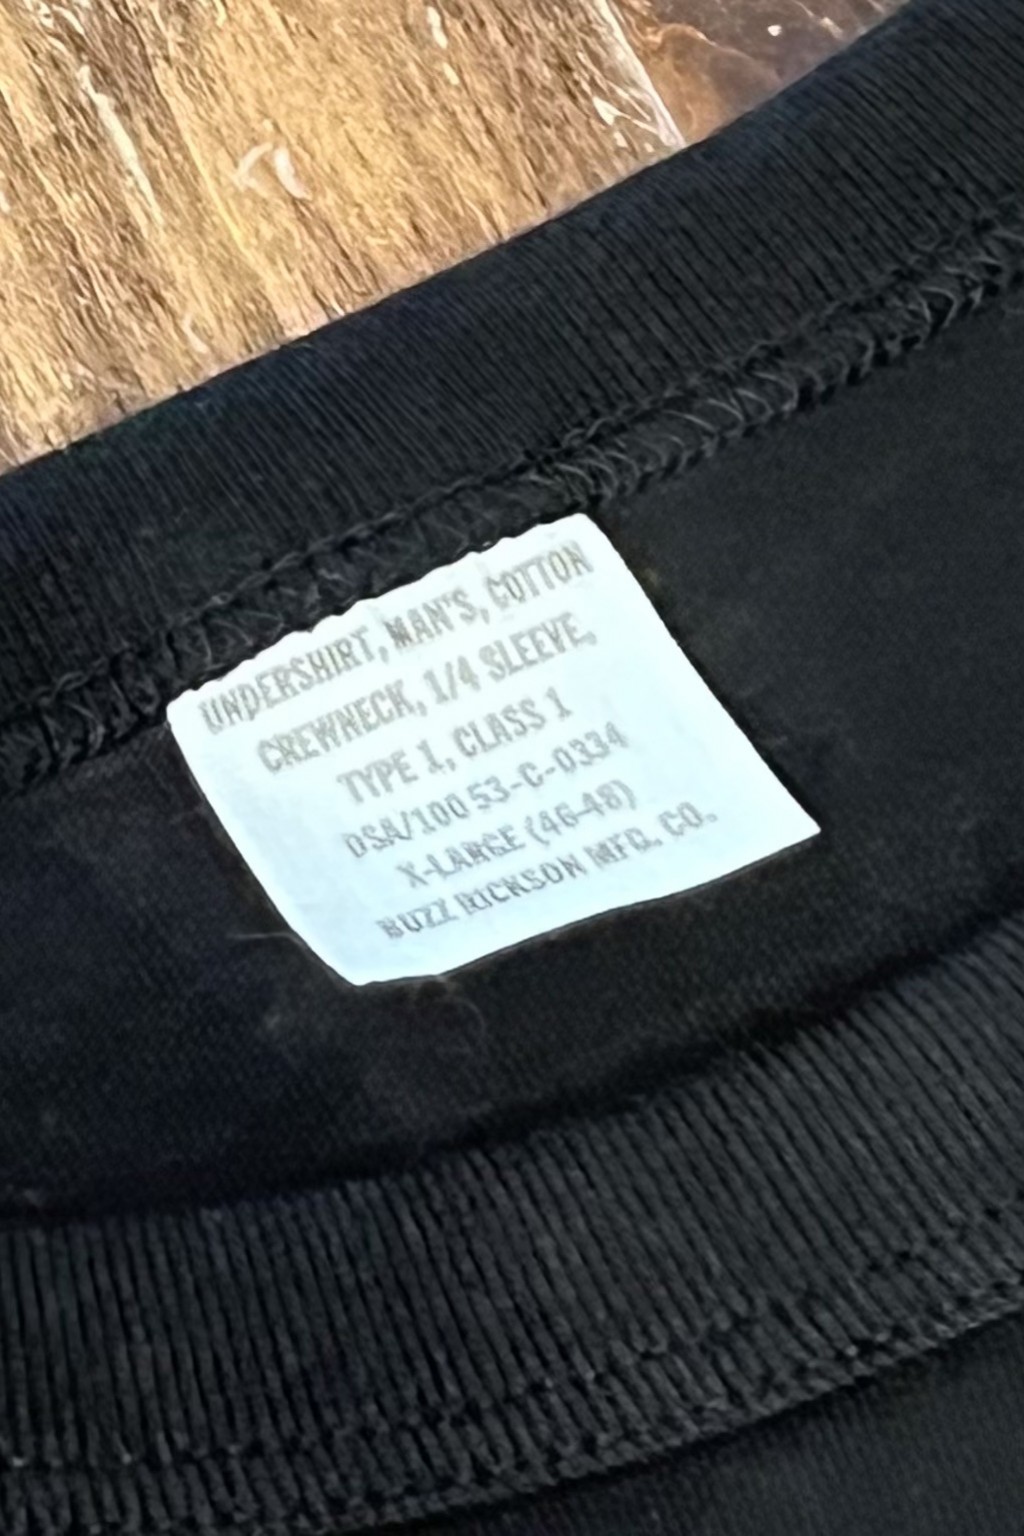 UNDERSHIRT, MAN'S, COTTON
CREWNECK, 1/4 SLEEVE,
TYPE 1, CLASS 1
DSA/100 53-C-0334
X-LARGE (46-48)
BUZZ RICKSON MFG. CO.